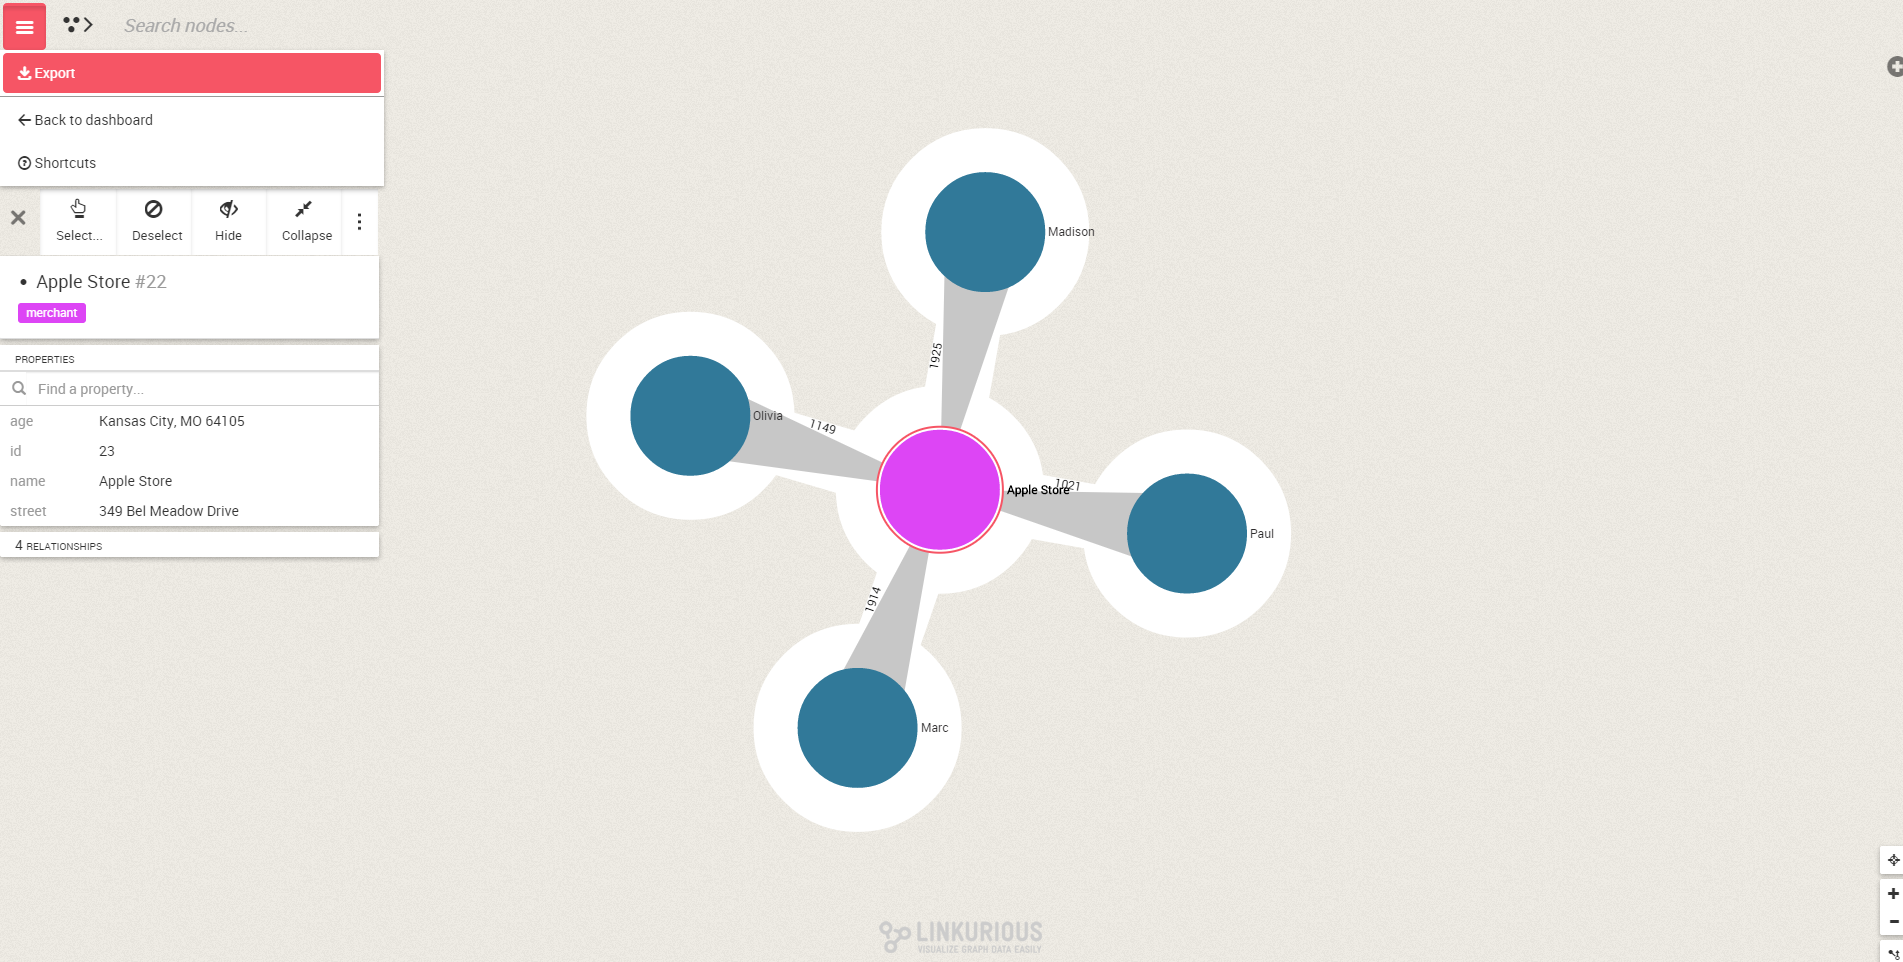 Search nodes...
Export
Back to dashboard
Shortcuts
Select...
Deselect
Hide
Collapse
Apple Store #22
merchant
PROPERTIES
Find a property...
age Kansas City, MO 64105
id 23
name Apple Store
street 349 Bel Meadow Drive
4 RELATIONSHIPS
Madison
1925
Olivia
1149
Apple Store
1021
Paul
1914
Marc
LINKURIOUS
VISUALIZE GRAPH DATA EASILY